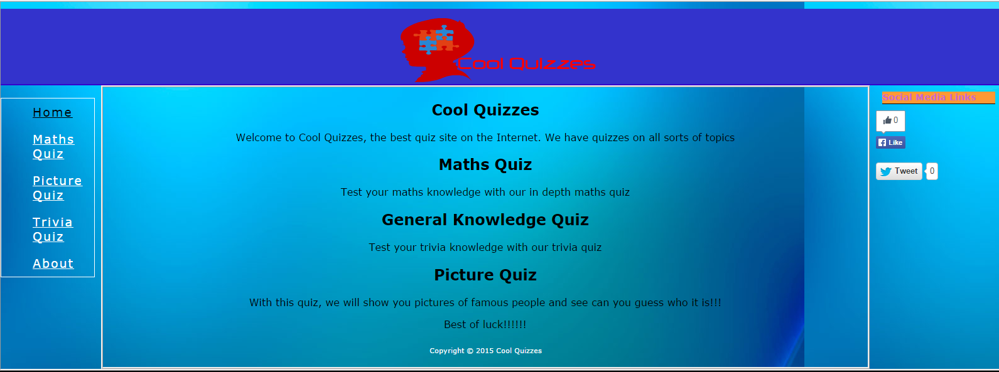 Cool Quizzes
Home
Maths
Quiz
Picture
Quiz
Trivia
Quiz
About
Cool Quizzes
Welcome to Cool Quizzes, the best quiz site on the Internet. We have quizzes on all sorts of topics
Maths Quiz
Test your maths knowledge with our in depth maths quiz
General Knowledge Quiz
Test your trivia knowledge with our trivia quiz
Picture Quiz
With this quiz, we will show you pictures of famous people and see can you guess who it is!!!
Best of luck!!!!!!
Copyright © 2015 Cool Quizzes
Social Media Links
0
Like
Tweet 0